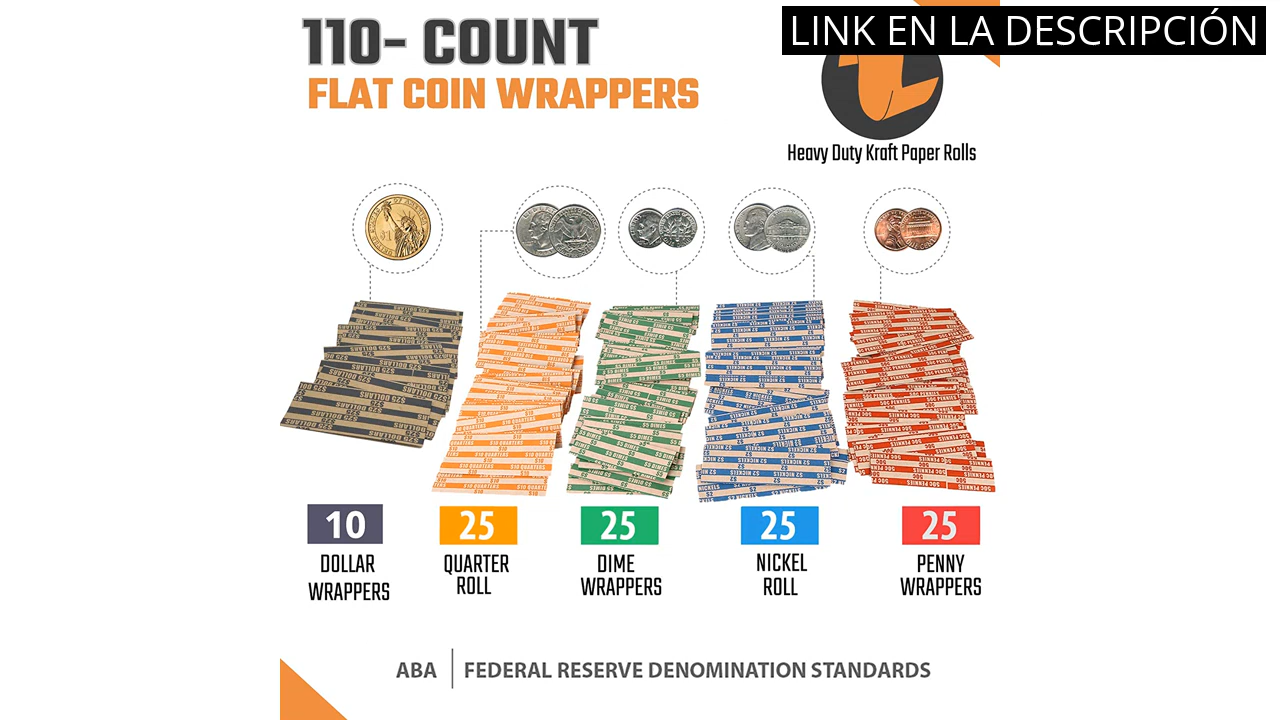 LINK EN LA DESCRIPCIÓN
110- COUNT
FLAT COIN WRAPPERS
Heavy Duty Kraft Paper Rolls
10
25
25
25
25
DOLLAR
WRAPPERS
QUARTER
ROLL
DIME
WRAPPERS
NICKEL
ROLL
PENNY
WRAPPERS
ABA | FEDERAL RESERVE DENOMINATION STANDARDS